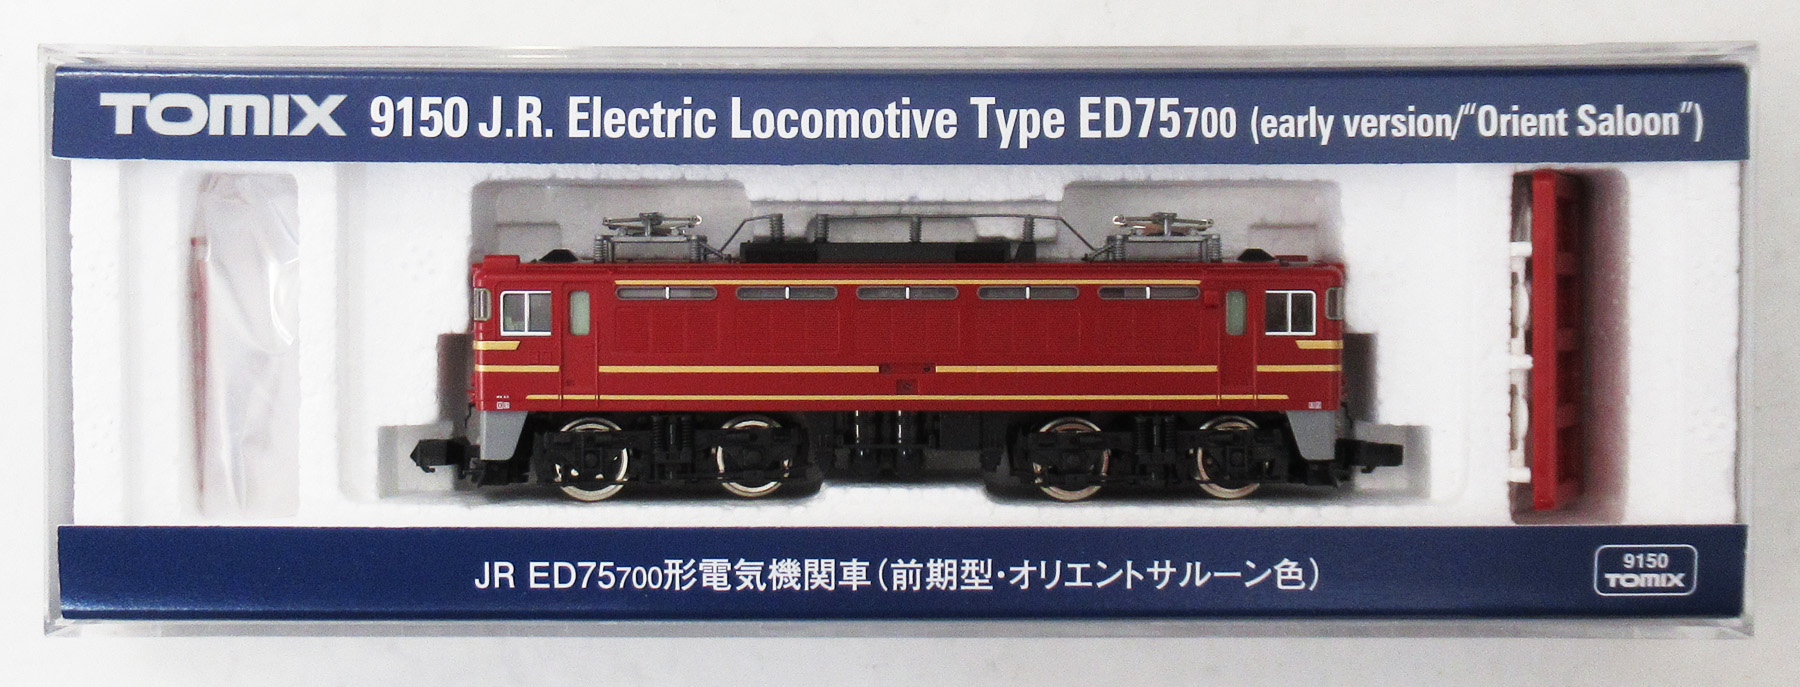 TOMIX 9150 J.R. Electric Locomotive Type ED75700 (early version/“Orient Saloon”)
JR ED75700形電気機関車(前期型・オリエントサルーン色)
9150
TOMIX